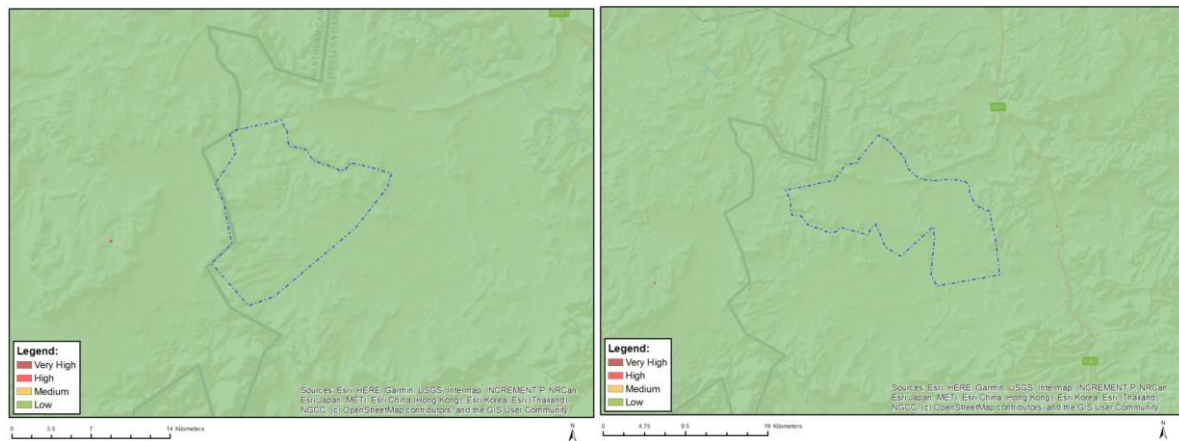 Legend:
Very High
High
Medium
Low
Sources: Esri, HERE, Garmin, USGS, Intermap, INCREMENT P, NRCan,
Esri Japan, METI, Esri China (Hong Kong), Esri Korea, Esri (Thailand),
NGCC, (c) OpenStreetMap contributors, and the GIS User Community
0 3.5 7 14 Kilometers
N
Legend:
Very High
High
Medium
Low
Sources: Esri, HERE, Garmin, USGS, Intermap, INCREMENT P, NRCan,
Esri Japan, METI, Esri China (Hong Kong), Esri Korea, Esri (Thailand),
NGCC, (c) OpenStreetMap contributors, and the GIS User Community
0 4.75 9.5 19 Kilometers
N